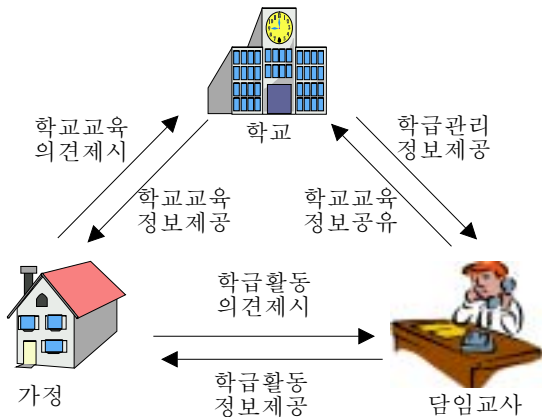 학교
학교교육
의견제시
학교교육
정보제공
학급관리
정보제공
학교교육
정보공유
학급활동
의견제시
학급활동
정보제공
가정
담임교사